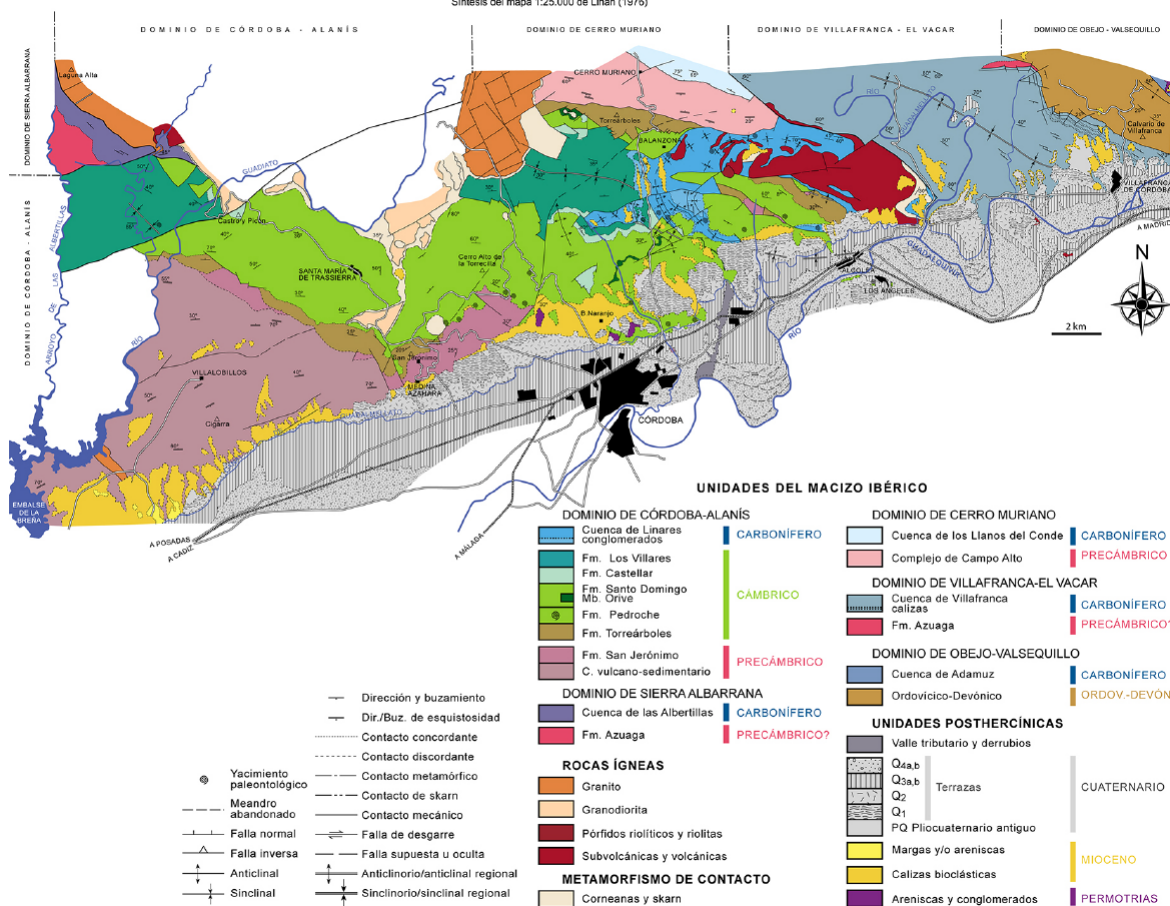 Síntesis del mapa 1:25.000 de Liñán (1976)
DOMINIO DE CÓRDOBA - ALANÍS
DOMINIO DE CERRO MURIANO
DOMINIO DE VILLAFRANCA - EL VACAR
DOMINIO DE OBEJO - VALSEQUILLO
DOMINIO DE SIERRA ALBARRANA
DOMINIO DE CÓRDOBA - ALANÍS
Laguna Alta
CERRO MURIANO
Torreárboles
BALANZONA
RÍO
GUADIATO
Calvario de
Villafranca
VILLAFRANCA
DE CÓRDOBA
A MADRID
Castro y Picón
SANTA MARÍA
DE TRASSIERRA
Cerro Alto de
la Torrecilla
ARROYO DE LAS ALBERTILLAS
RÍO
GUADALQUIVIR
ALCOLEA
LOS ÁNGELES
RÍO
B.Naranjo
San Jerónimo
MEDINA
AZAHARA
VILLALOBILLOS
Cigarra
CÓRDOBA
EMBALSE
DE LA
BREÑA
A POSADAS
A CADIZ
A MÁLAGA
N
2 km
UNIDADES DEL MACIZO IBÉRICO
DOMINIO DE CÓRDOBA-ALANÍS
Cuenca de Linares
conglomerados
CARBONÍFERO
Fm. Los Villares
Fm. Castellar
Fm. Santo Domingo
Mb. Orive
Fm. Pedroche
Fm. Torreárboles
CÁMBRICO
Fm. San Jerónimo
C. vulcano-sedimentario
PRECÁMBRICO
DOMINIO DE SIERRA ALBARRANA
Cuenca de las Albertillas
CARBONÍFERO
Fm. Azuaga
PRECÁMBRICO?
ROCAS ÍGNEAS
Granito
Granodiorita
Pórfidos riolíticos y riolitas
Subvolcánicas y volcánicas
METAMORFISMO DE CONTACTO
Corneanas y skarn
DOMINIO DE CERRO MURIANO
Cuenca de los Llanos del Conde
CARBONÍFERO
Complejo de Campo Alto
PRECÁMBRICO
DOMINIO DE VILLAFRANCA-EL VACAR
Cuenca de Villafranca
calizas
CARBONÍFERO
Fm. Azuaga
PRECÁMBRICO?
DOMINIO DE OBEJO-VALSEQUILLO
Cuenca de Adamuz
CARBONÍFERO
Ordovícico-Devónico
ORDOV.-DEVÓN
UNIDADES POSTHERCÍNICAS
Valle tributario y derrubios
Q4a,b
Q3a,b
Q2
Q1
Terrazas
PQ Pliocuaternario antiguo
CUATERNARIO
Margas y/o areniscas
Calizas bioclásticas
MIOCENO
Areniscas y conglomerados
PERMOTRIAS
Yacimiento
paleontológico
Meandro
abandonado
Falla normal
Falla inversa
Anticlinal
Sinclinal
Dirección y buzamiento
Dir./Buz. de esquistosidad
Contacto concordante
Contacto discordante
Contacto metamórfico
Contacto de skarn
Contacto mecánico
Falla de desgarre
Falla supuesta u oculta
Anticlinorio/anticlinal regional
Sinclinorio/sinclinal regional